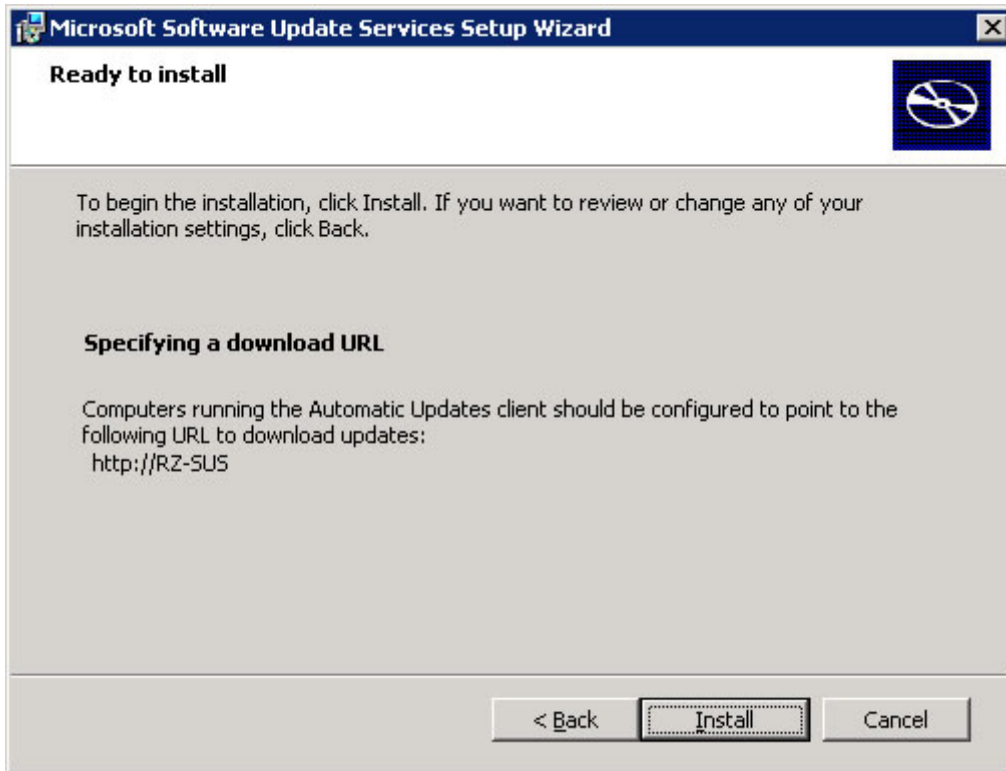 Microsoft Software Update Services Setup Wizard
Ready to install
To begin the installation, click Install. If you want to review or change any of your
installation settings, click Back.
Specifying a download URL
Computers running the Automatic Updates client should be configured to point to the
following URL to download updates:
http://RZ-SUS
< Back
Install
Cancel